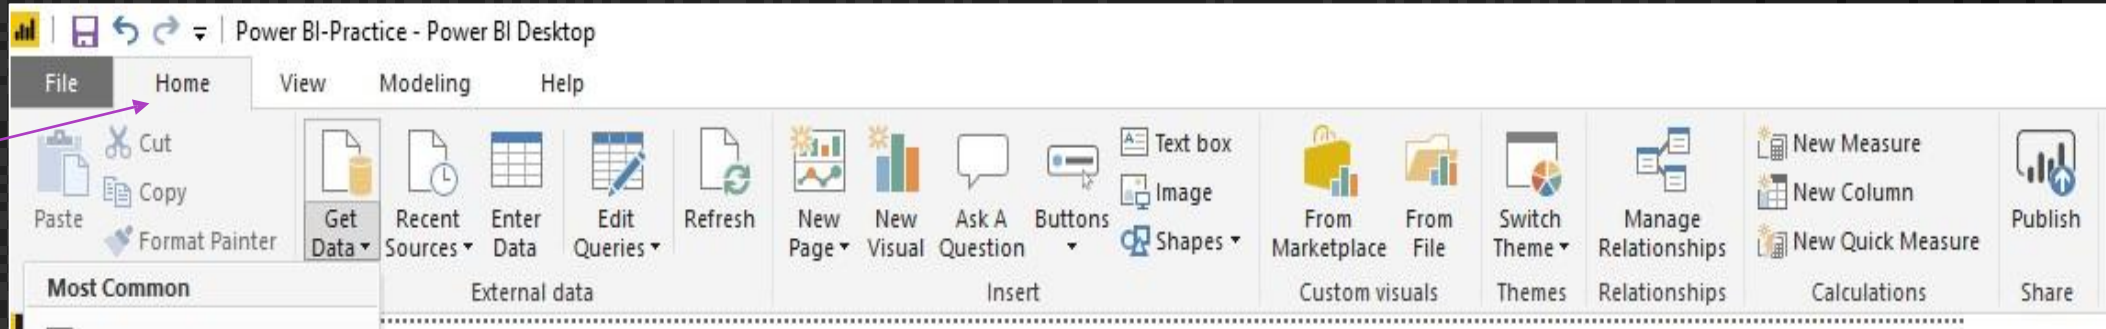 Power BI-Practice - Power BI Desktop
File Home View Modeling Help
Paste
Cut
Copy
Format Painter
Get
Data
Recent
Sources
Enter
Data
Edit
Queries
Refresh
New
Page
New
Visual
Ask A
Question
Buttons
Text box
Image
Shapes
From
Marketplace
From
File
Switch
Theme
Manage
Relationships
New Measure
New Column
New Quick Measure
Publish
Most Common
External data
Insert
Custom visuals
Themes
Relationships
Calculations
Share